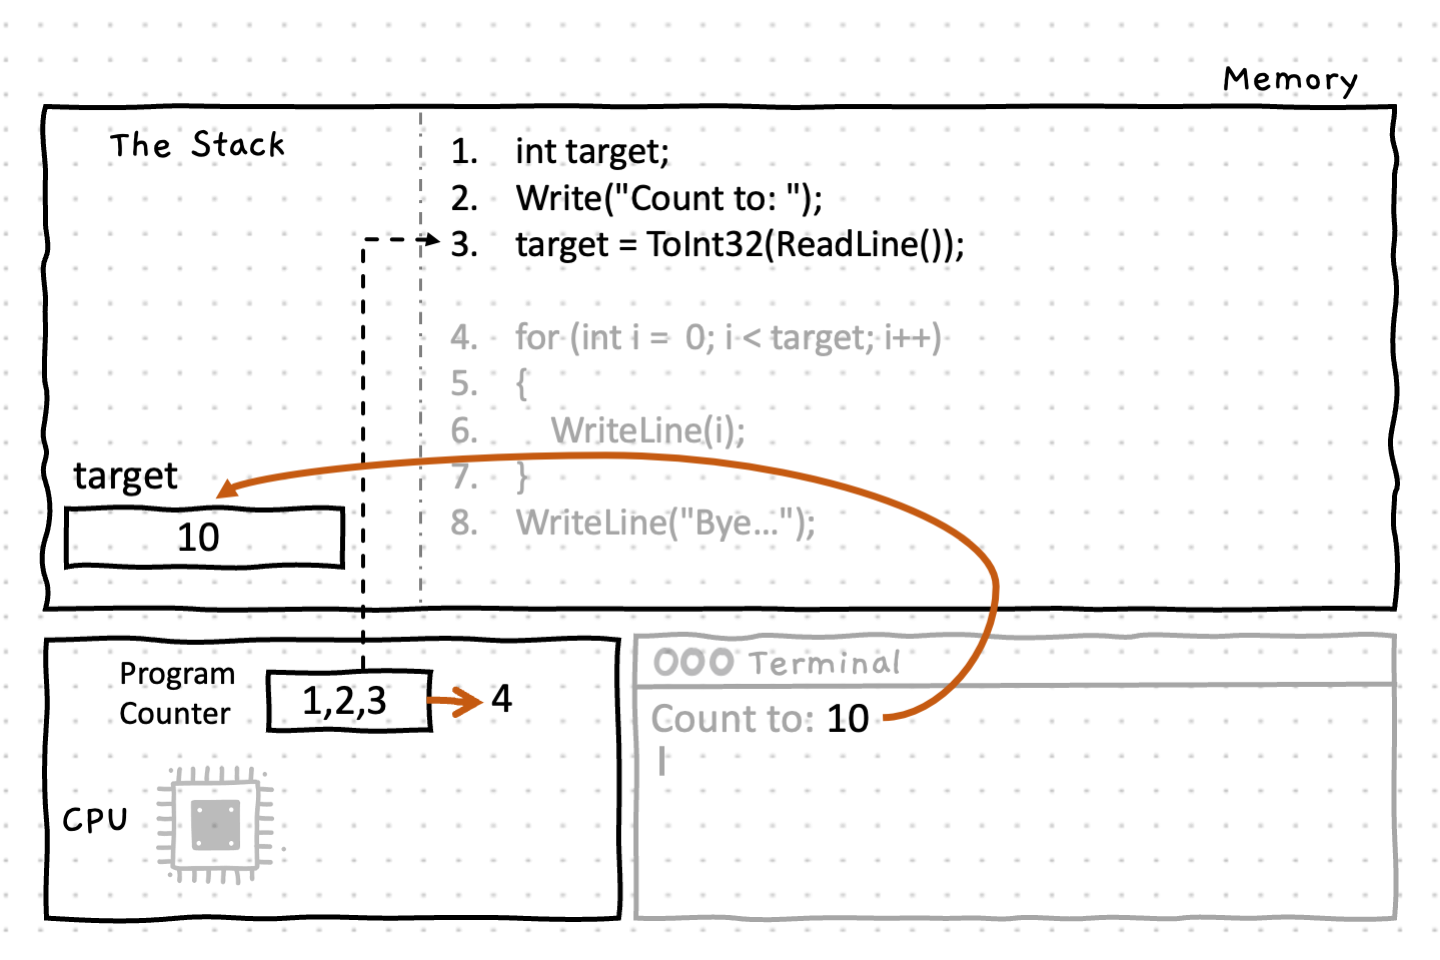 Memory
The Stack
1. int target;
2. Write("Count to: ");
3. target = ToInt32(ReadLine());
4. for (int i = 0; i < target; i++)
5. {
6. WriteLine(i);
7. }
8. WriteLine("Bye...");
target
10
Program
Counter
1,2,3
4
CPU
Terminal
Count to: 10